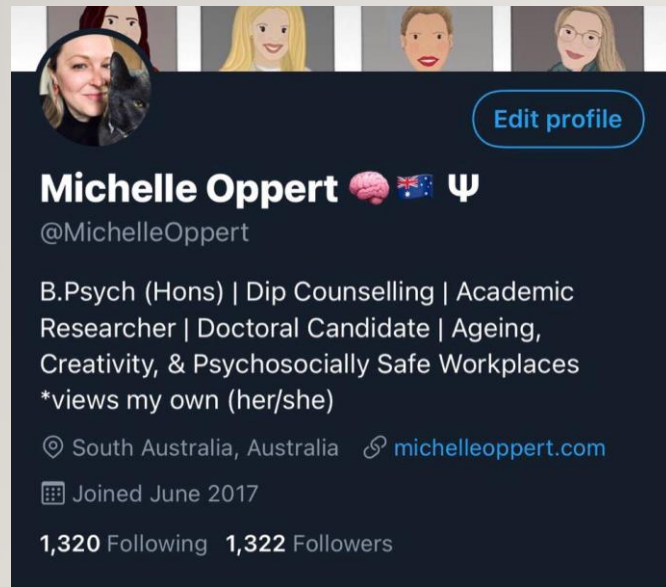 Edit profile
Michelle Oppert 🧠🇦🇺 Ψ
@MichelleOppert
B.Psych (Hons) | Dip Counselling | Academic
Researcher | Doctoral Candidate | Ageing,
Creativity, & Psychosocially Safe Workplaces
*views my own (her/she)
South Australia, Australia michelleoppert.com
Joined June 2017
1,320 Following 1,322 Followers